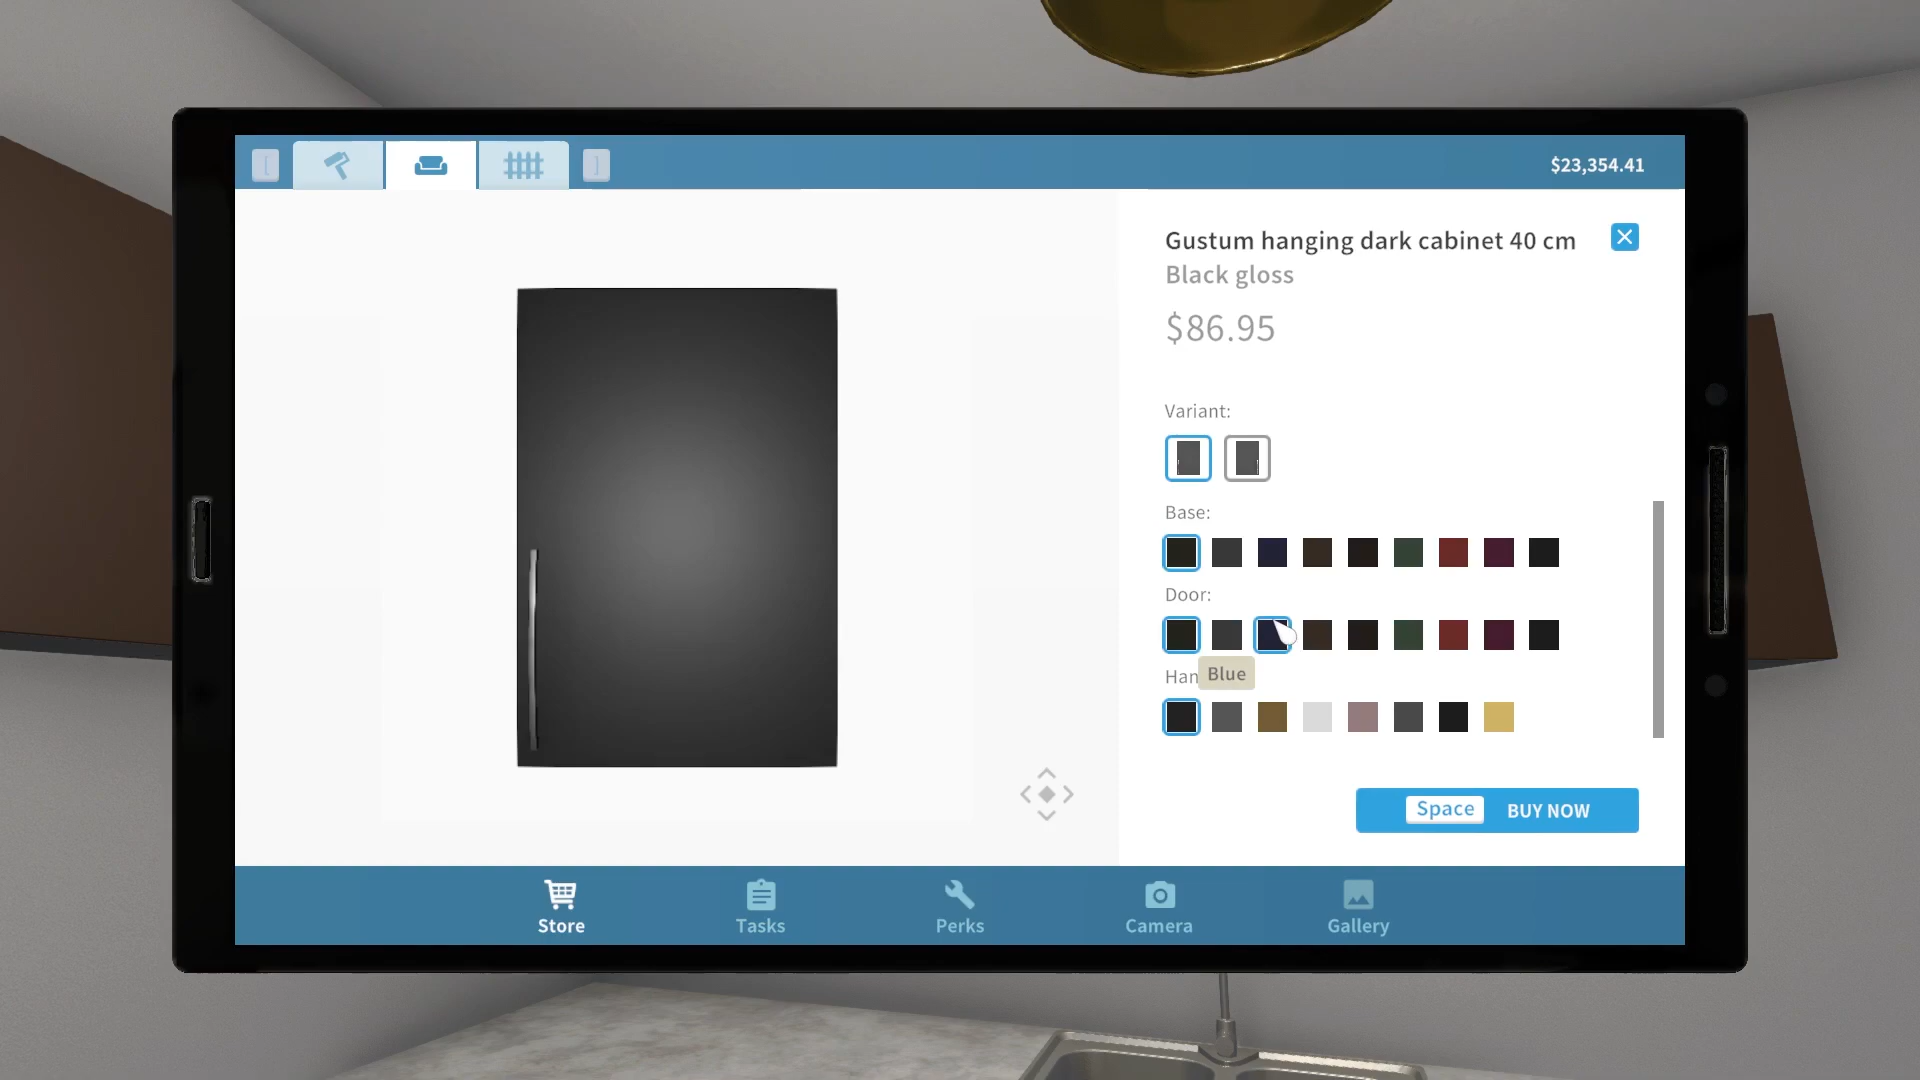 [
]
$23,354.41
Gustum hanging dark cabinet 40 cm
Black gloss
$86.95
Variant:
Base:
Door:
Han
Blue
Space BUY NOW
Store
Tasks
Perks
Camera
Gallery